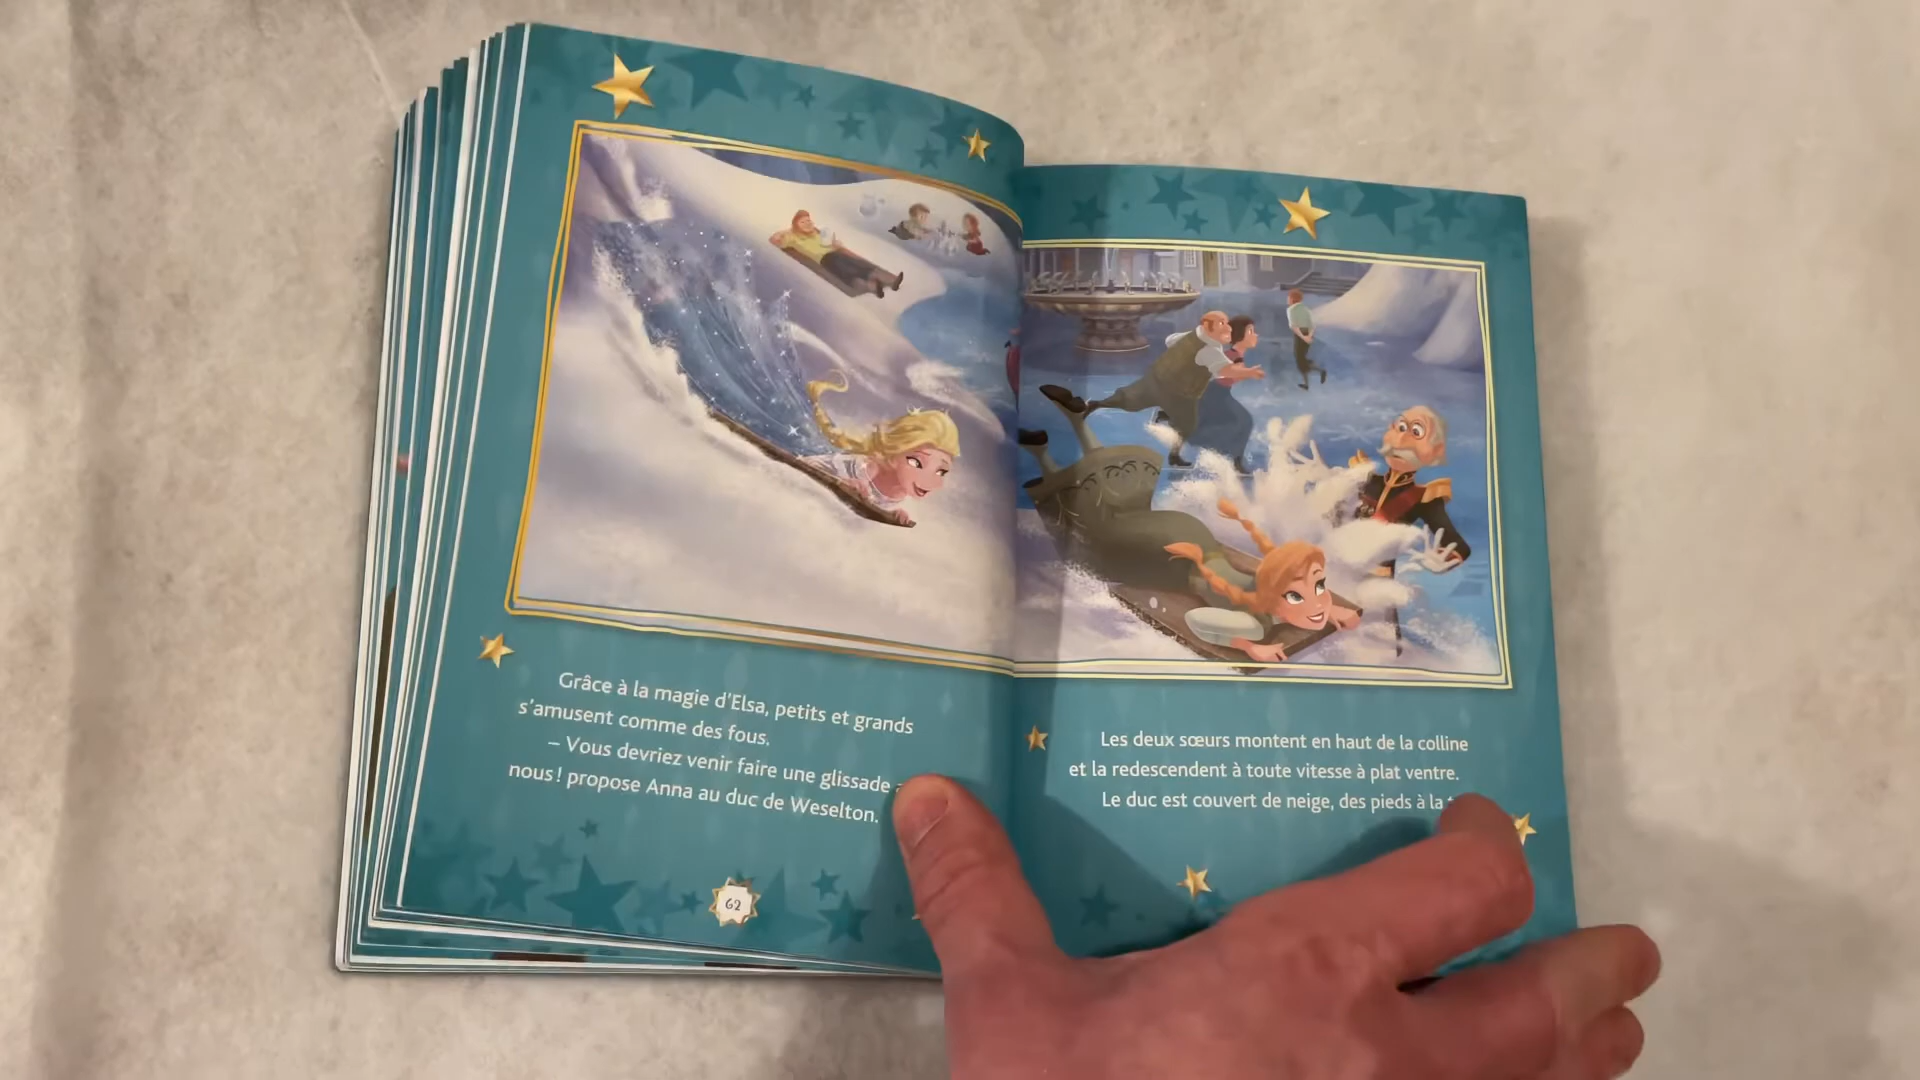 Grâce à la magie d'Elsa, petits et grands
s'amusent comme des fous.
– Vous devriez venir faire une glissade
nous ! propose Anna au duc de Weselton.
62
Les deux sœurs montent en haut de la colline
et la redescendent à toute vitesse à plat ventre.
Le duc est couvert de neige, des pieds à la